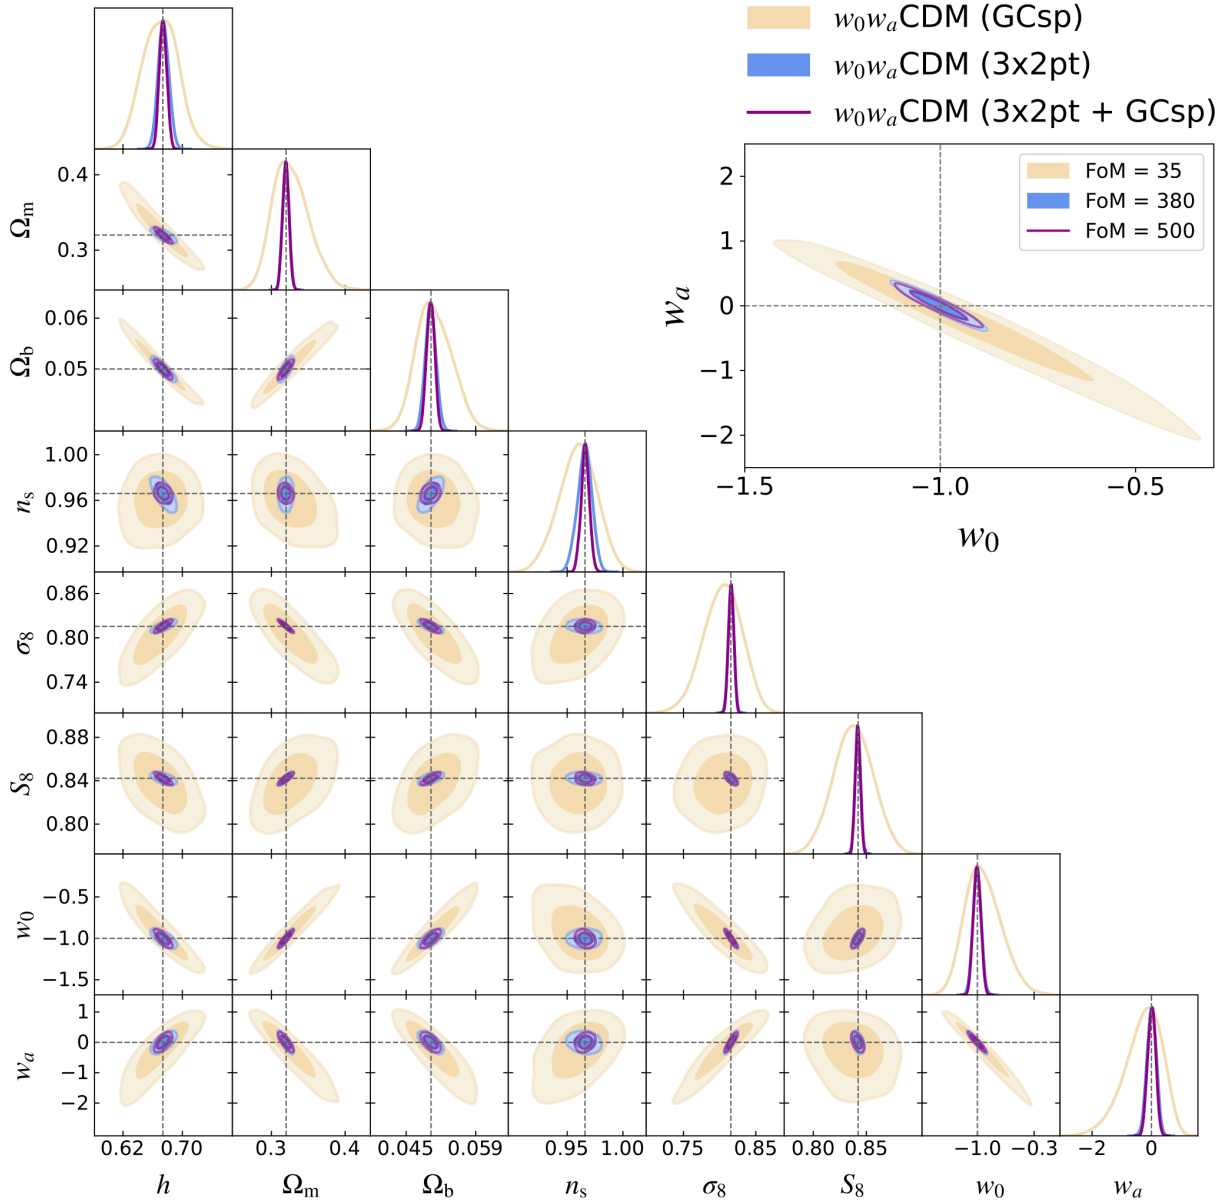 w₀wₐCDM (GCsp)
w₀wₐCDM (3x2pt)
w₀wₐCDM (3x2pt + GCsp)
FoM = 35
FoM = 380
FoM = 500
2
1
0
−1
−2
wₐ
−1.5 −1.0 −0.5
w₀
0.4
0.3
Ωₘ
0.06
0.05
Ω_b
1.00
0.96
0.92
nₛ
0.86
0.80
0.74
σ₈
0.88
0.84
0.80
S₈
−0.5
−1.0
−1.5
w₀
1
0
−1
−2
wₐ
0.62 0.70 0.3 0.4 0.045 0.059 0.96 1.00 0.75 0.85 0.80 0.85 −1.0 −0.3 −2 0
h Ωₘ Ω_b nₛ σ₈ S₈ w₀ wₐ